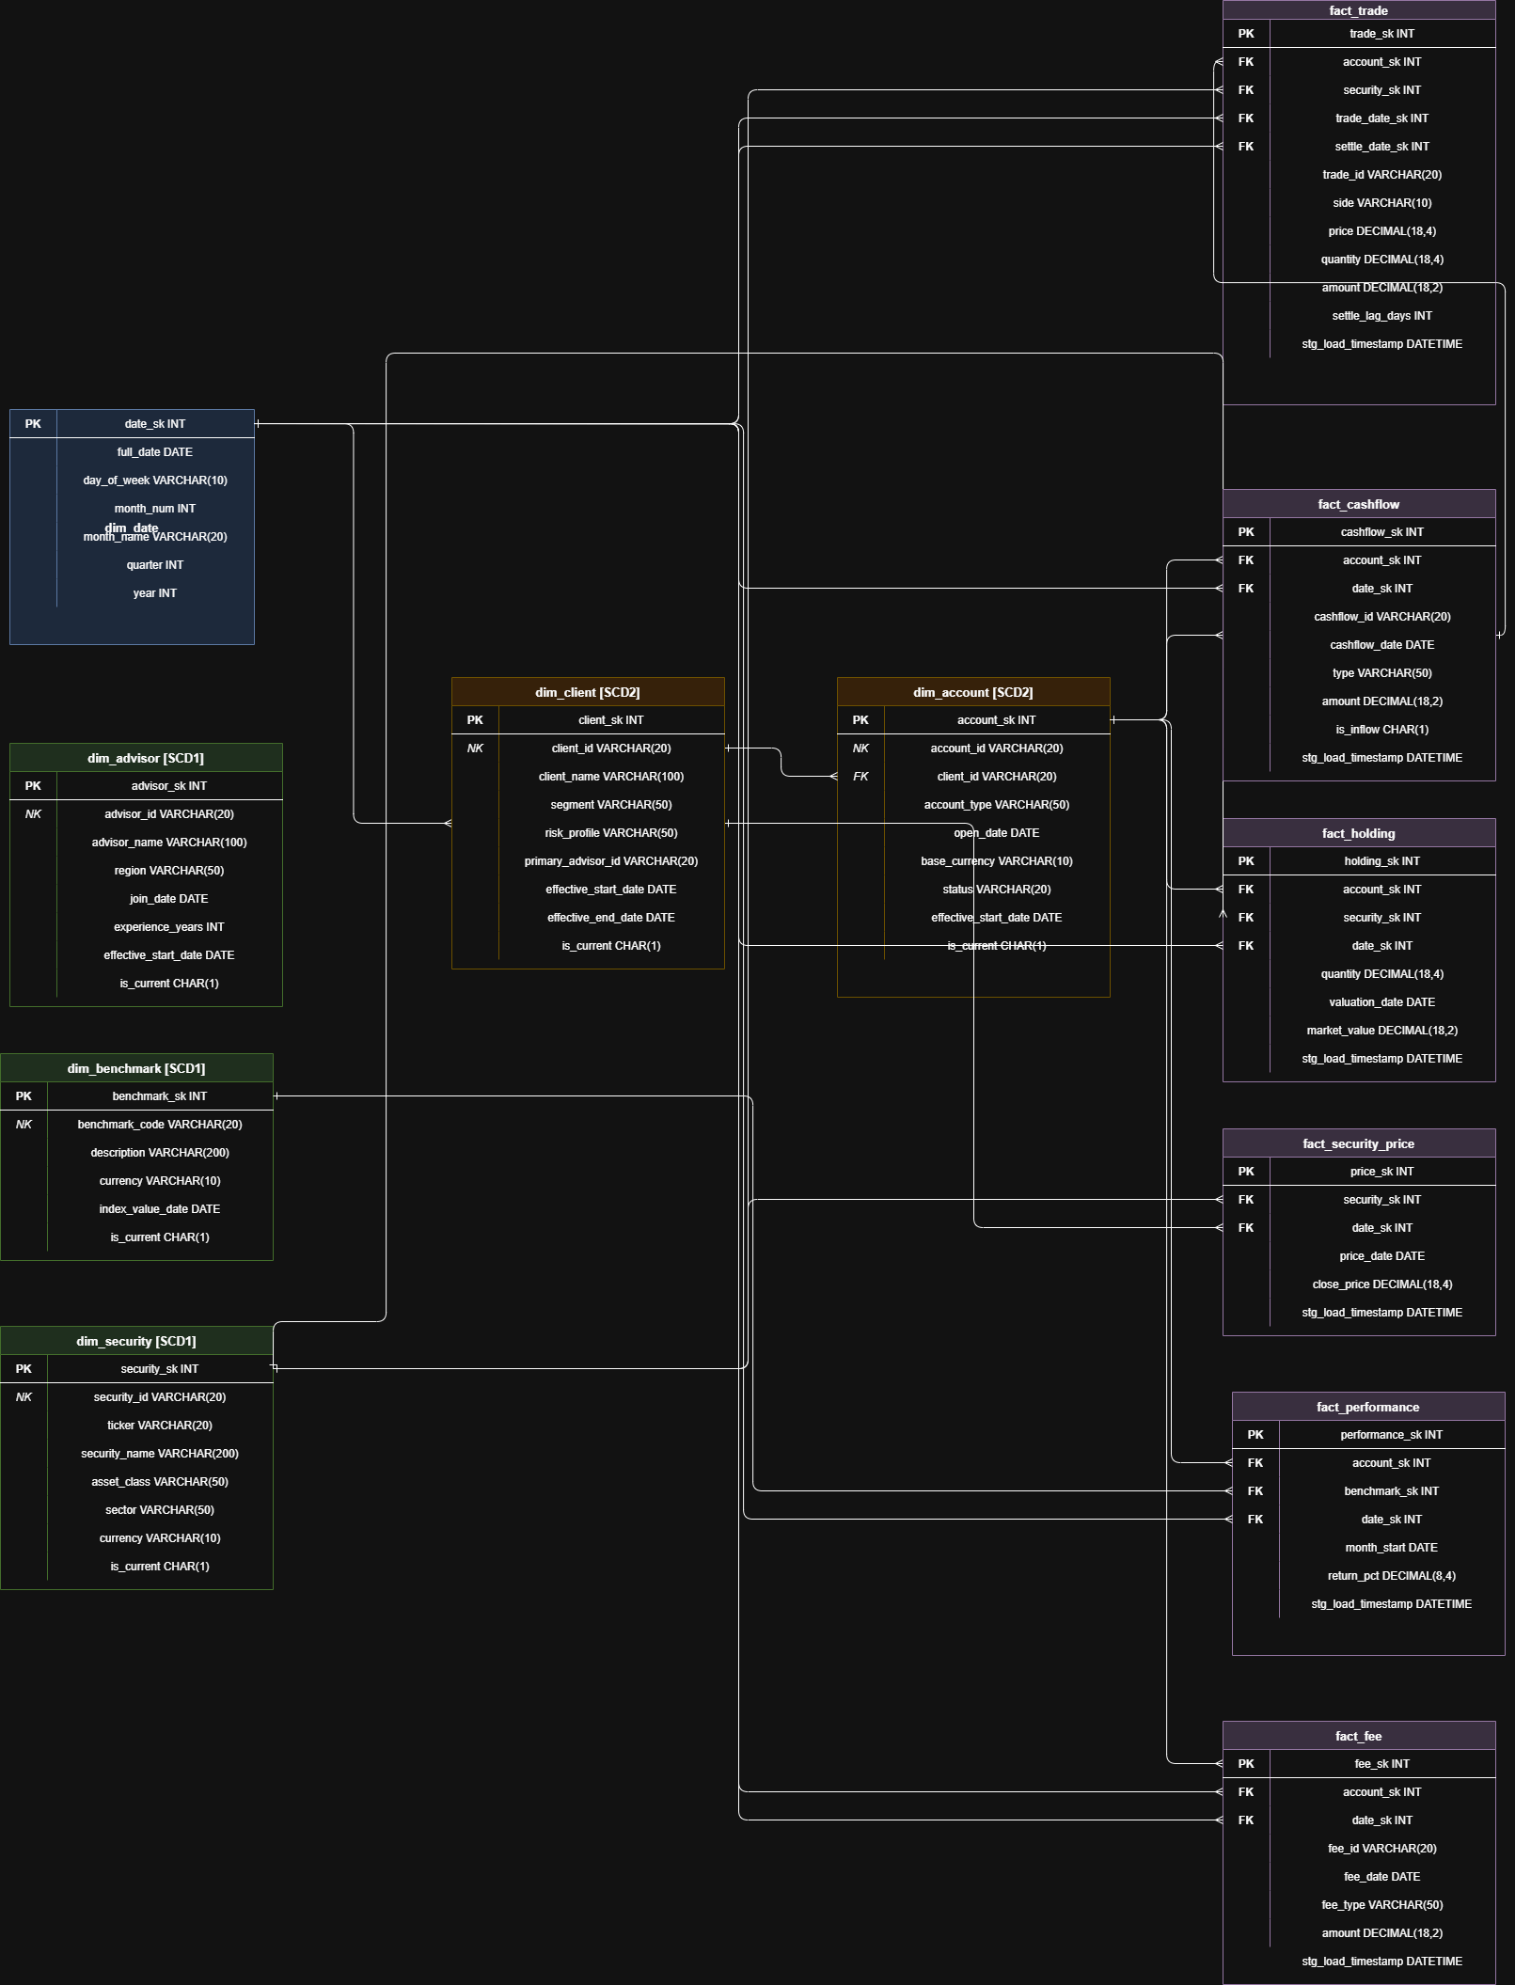 fact_trade
PK trade_sk INT
FK account_sk INT
FK security_sk INT
FK trade_date_sk INT
FK settle_date_sk INT
trade_id VARCHAR(20)
side VARCHAR(10)
price DECIMAL(18,4)
quantity DECIMAL(18,4)
amount DECIMAL(18,2)
settle_lag_days INT
stg_load_timestamp DATETIME
PK date_sk INT
full_date DATE
day_of_week VARCHAR(10)
month_num INT
dim_date
month_name VARCHAR(20)
quarter INT
year INT
fact_cashflow
PK cashflow_sk INT
FK account_sk INT
FK date_sk INT
cashflow_id VARCHAR(20)
cashflow_date DATE
type VARCHAR(50)
amount DECIMAL(18,2)
is_inflow CHAR(1)
stg_load_timestamp DATETIME
dim_client [SCD2]
PK client_sk INT
NK client_id VARCHAR(20)
client_name VARCHAR(100)
segment VARCHAR(50)
risk_profile VARCHAR(50)
primary_advisor_id VARCHAR(20)
effective_start_date DATE
effective_end_date DATE
is_current CHAR(1)
dim_account [SCD2]
PK account_sk INT
NK account_id VARCHAR(20)
FK client_id VARCHAR(20)
account_type VARCHAR(50)
open_date DATE
base_currency VARCHAR(10)
status VARCHAR(20)
effective_start_date DATE
is_current CHAR(1)
dim_advisor [SCD1]
PK advisor_sk INT
NK advisor_id VARCHAR(20)
advisor_name VARCHAR(100)
region VARCHAR(50)
join_date DATE
experience_years INT
effective_start_date DATE
is_current CHAR(1)
fact_holding
PK holding_sk INT
FK account_sk INT
FK security_sk INT
FK date_sk INT
quantity DECIMAL(18,4)
valuation_date DATE
market_value DECIMAL(18,2)
stg_load_timestamp DATETIME
dim_benchmark [SCD1]
PK benchmark_sk INT
NK benchmark_code VARCHAR(20)
description VARCHAR(200)
currency VARCHAR(10)
index_value_date DATE
is_current CHAR(1)
fact_security_price
PK price_sk INT
FK security_sk INT
FK date_sk INT
price_date DATE
close_price DECIMAL(18,4)
stg_load_timestamp DATETIME
dim_security [SCD1]
PK security_sk INT
NK security_id VARCHAR(20)
ticker VARCHAR(20)
security_name VARCHAR(200)
asset_class VARCHAR(50)
sector VARCHAR(50)
currency VARCHAR(10)
is_current CHAR(1)
fact_performance
PK performance_sk INT
FK account_sk INT
FK benchmark_sk INT
FK date_sk INT
month_start DATE
return_pct DECIMAL(8,4)
stg_load_timestamp DATETIME
fact_fee
PK fee_sk INT
FK account_sk INT
FK date_sk INT
fee_id VARCHAR(20)
fee_date DATE
fee_type VARCHAR(50)
amount DECIMAL(18,2)
stg_load_timestamp DATETIME